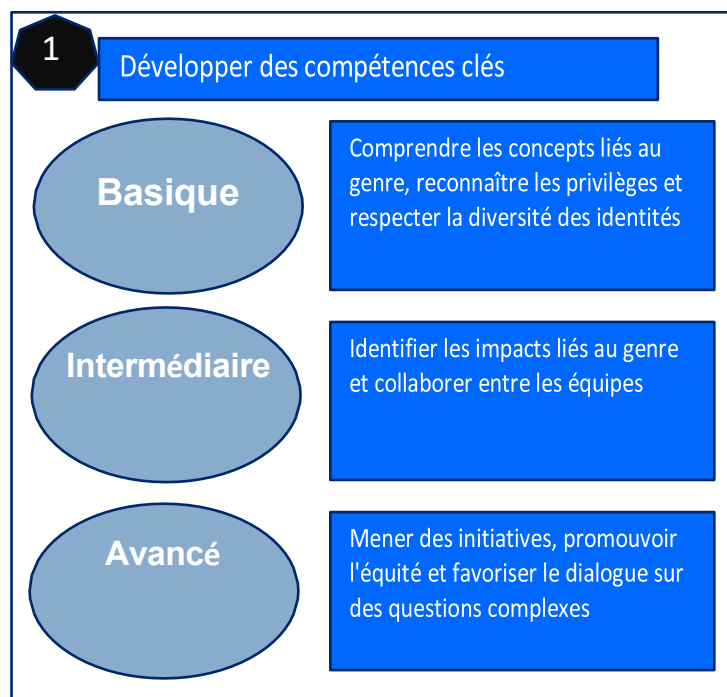 1
Développer des compétences clés
Basique
Comprendre les concepts liés au
genre, reconnaître les privilèges et
respecter la diversité des identités
Intermédiaire
Identifier les impacts liés au genre
et collaborer entre les équipes
Avancé
Mener des initiatives, promouvoir
l'équité et favoriser le dialogue sur
des questions complexes